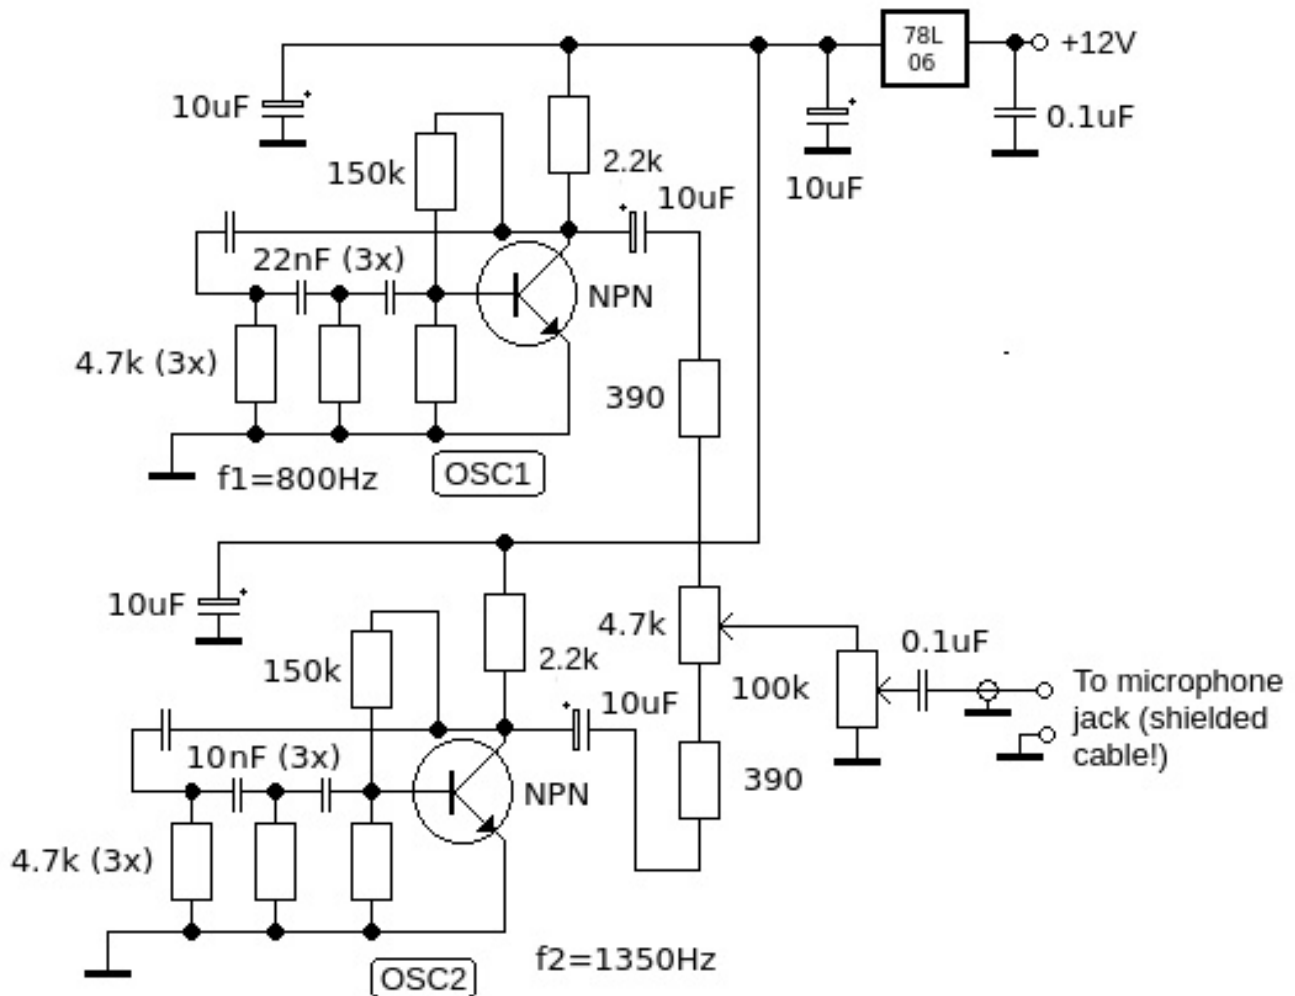 78L
06
+12V
10uF
0.1uF
150k
2.2k
10uF
10uF
22nF (3x)
NPN
4.7k (3x)
390
f1=800Hz
OSC1
10uF
4.7k
0.1uF
150k
2.2k
100k
To microphone
jack (shielded
cable!)
10uF
10nF (3x)
NPN
390
4.7k (3x)
f2=1350Hz
OSC2